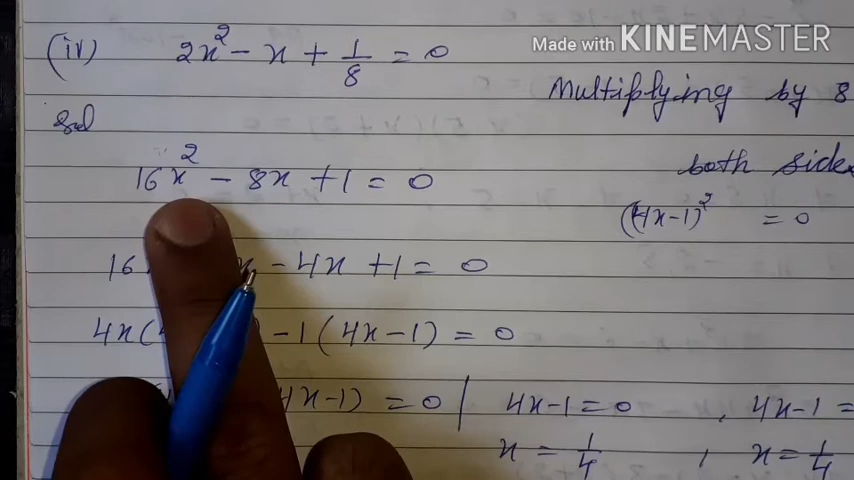 (iv) 2x² - x + 1/8 = 0
Made with KINEMASTER
Multiplying by 8
Sol
both side
16x² - 8x + 1 = 0
(4x-1)² = 0
16 x - 4x + 1 = 0
4x( ) - 1(4x-1) = 0
4x-1) = 0 | 4x-1 = 0 , 4x-1 =
x = 1/4 , x = 1/4